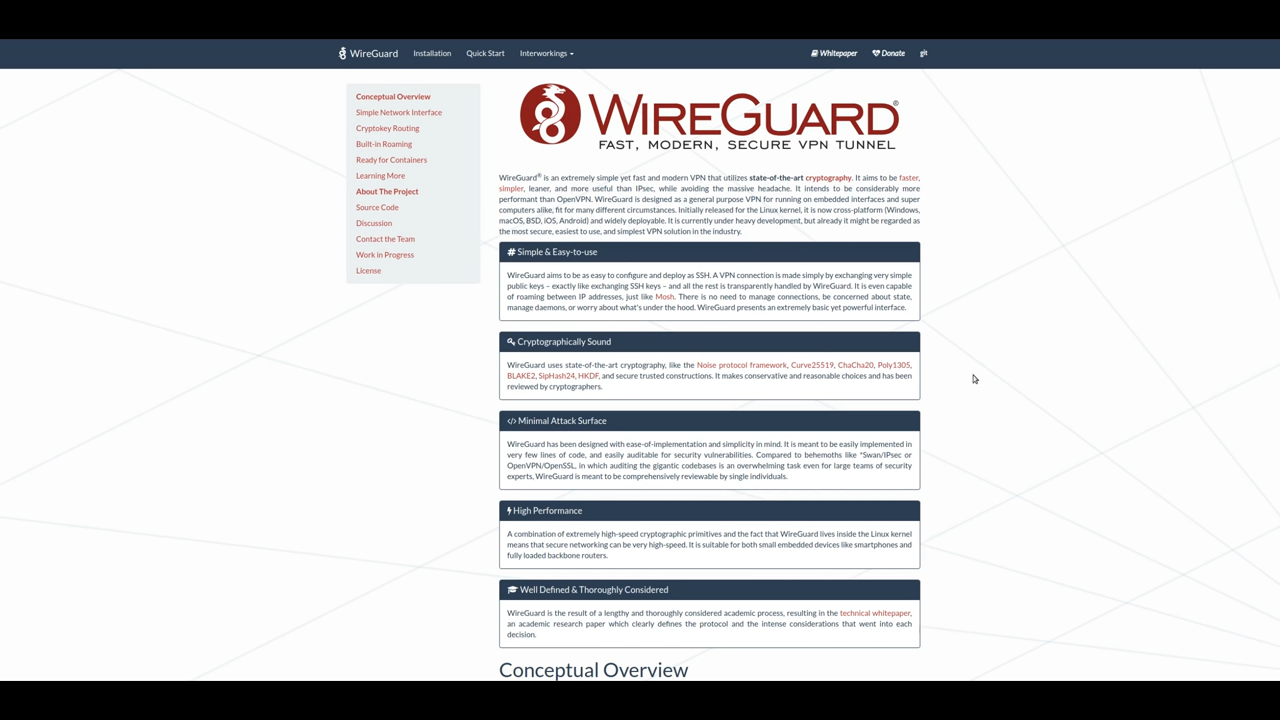 WireGuard Installation Quick Start Interworkings Whitepaper Donate git
Conceptual Overview
Simple Network Interface
Cryptokey Routing
Built-in Roaming
Ready for Containers
Learning More
About The Project
Source Code
Discussion
Contact the Team
Work in Progress
License
WIREGUARD®
FAST, MODERN, SECURE VPN TUNNEL
WireGuard® is an extremely simple yet fast and modern VPN that utilizes state-of-the-art cryptography. It aims to be faster,
simpler, leaner, and more useful than IPsec, while avoiding the massive headache. It intends to be considerably more
performant than OpenVPN. WireGuard is designed as a general purpose VPN for running on embedded interfaces and super
computers alike, fit for many different circumstances. Initially released for the Linux kernel, it is now cross-platform (Windows,
macOS, BSD, iOS, Android) and widely deployable. It is currently under heavy development, but already it might be regarded as
the most secure, easiest to use, and simplest VPN solution in the industry.
# Simple & Easy-to-use
WireGuard aims to be as easy to configure and deploy as SSH. A VPN connection is made simply by exchanging very simple
public keys – exactly like exchanging SSH keys – and all the rest is transparently handled by WireGuard. It is even capable
of roaming between IP addresses, just like Mosh. There is no need to manage connections, be concerned about state,
manage daemons, or worry about what's under the hood. WireGuard presents an extremely basic yet powerful interface.
Cryptographically Sound
WireGuard uses state-of-the-art cryptography, like the Noise protocol framework, Curve25519, ChaCha20, Poly1305,
BLAKE2, SipHash24, HKDF, and secure trusted constructions. It makes conservative and reasonable choices and has been
reviewed by cryptographers.
</> Minimal Attack Surface
WireGuard has been designed with ease-of-implementation and simplicity in mind. It is meant to be easily implemented in
very few lines of code, and easily auditable for security vulnerabilities. Compared to behemoths like *Swan/IPsec or
OpenVPN/OpenSSL, in which auditing the gigantic codebases is an overwhelming task even for large teams of security
experts, WireGuard is meant to be comprehensively reviewable by single individuals.
High Performance
A combination of extremely high-speed cryptographic primitives and the fact that WireGuard lives inside the Linux kernel
means that secure networking can be very high-speed. It is suitable for both small embedded devices like smartphones and
fully loaded backbone routers.
Well Defined & Thoroughly Considered
WireGuard is the result of a lengthy and thoroughly considered academic process, resulting in the technical whitepaper,
an academic research paper which clearly defines the protocol and the intense considerations that went into each
decision.
Conceptual Overview